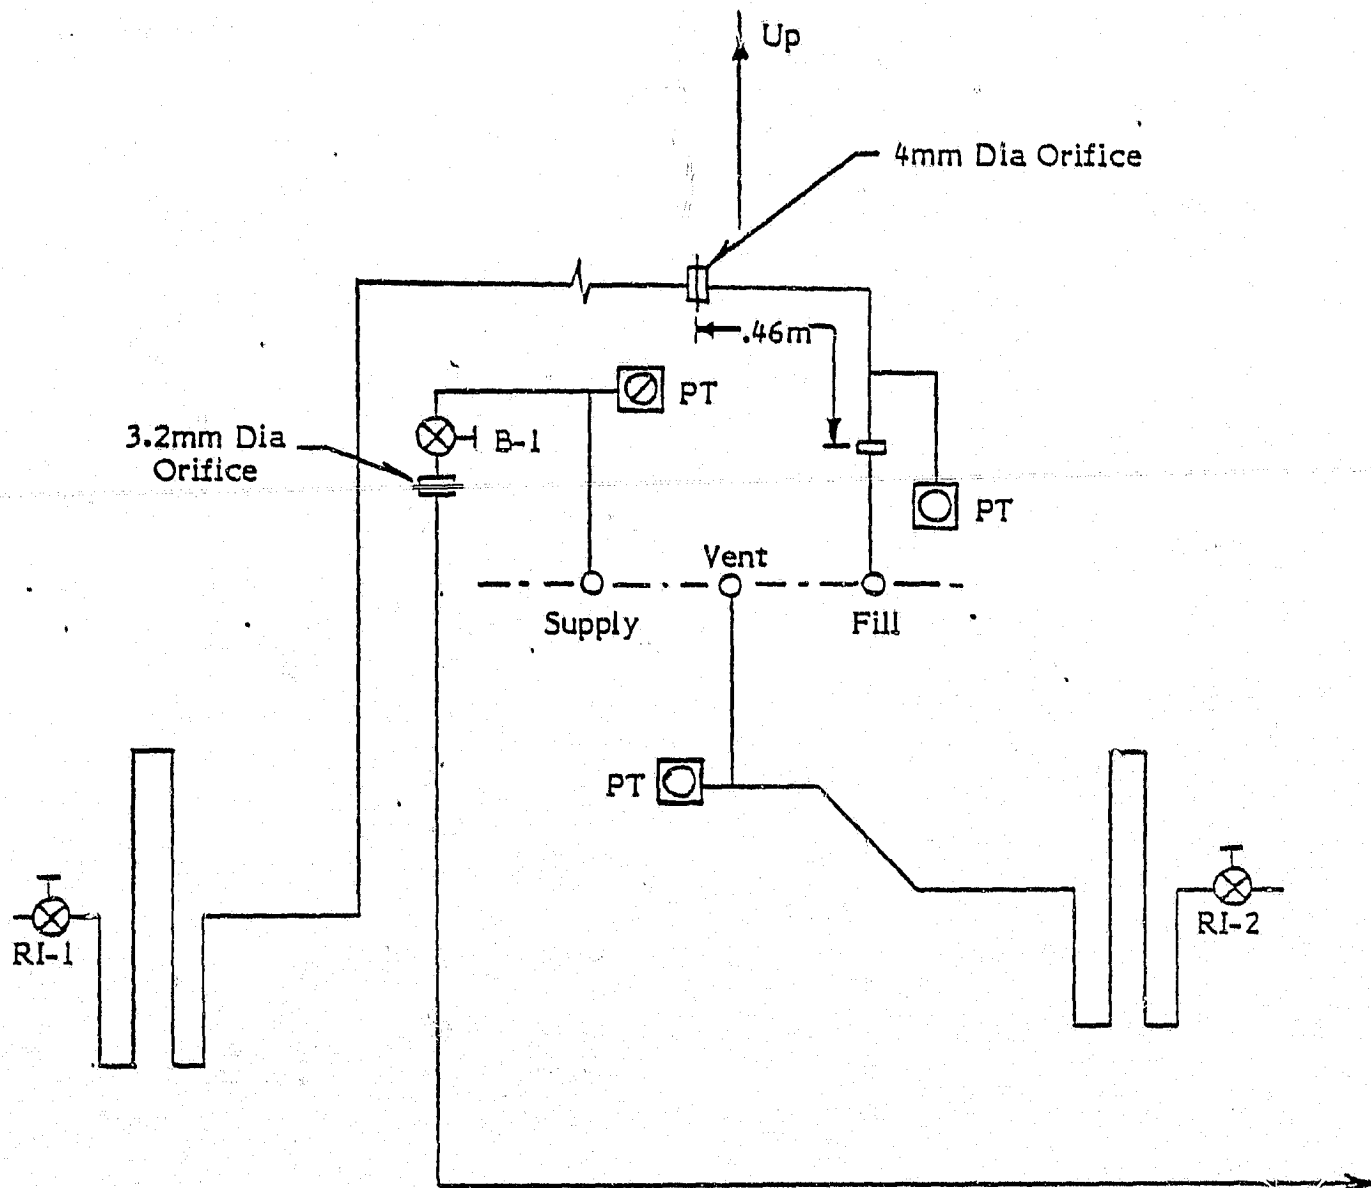 Up
4mm Dia Orifice
.46m
PT
3.2mm Dia
Orifice
B-1
PT
Vent
Supply
Fill
PT
RI-1
RI-2